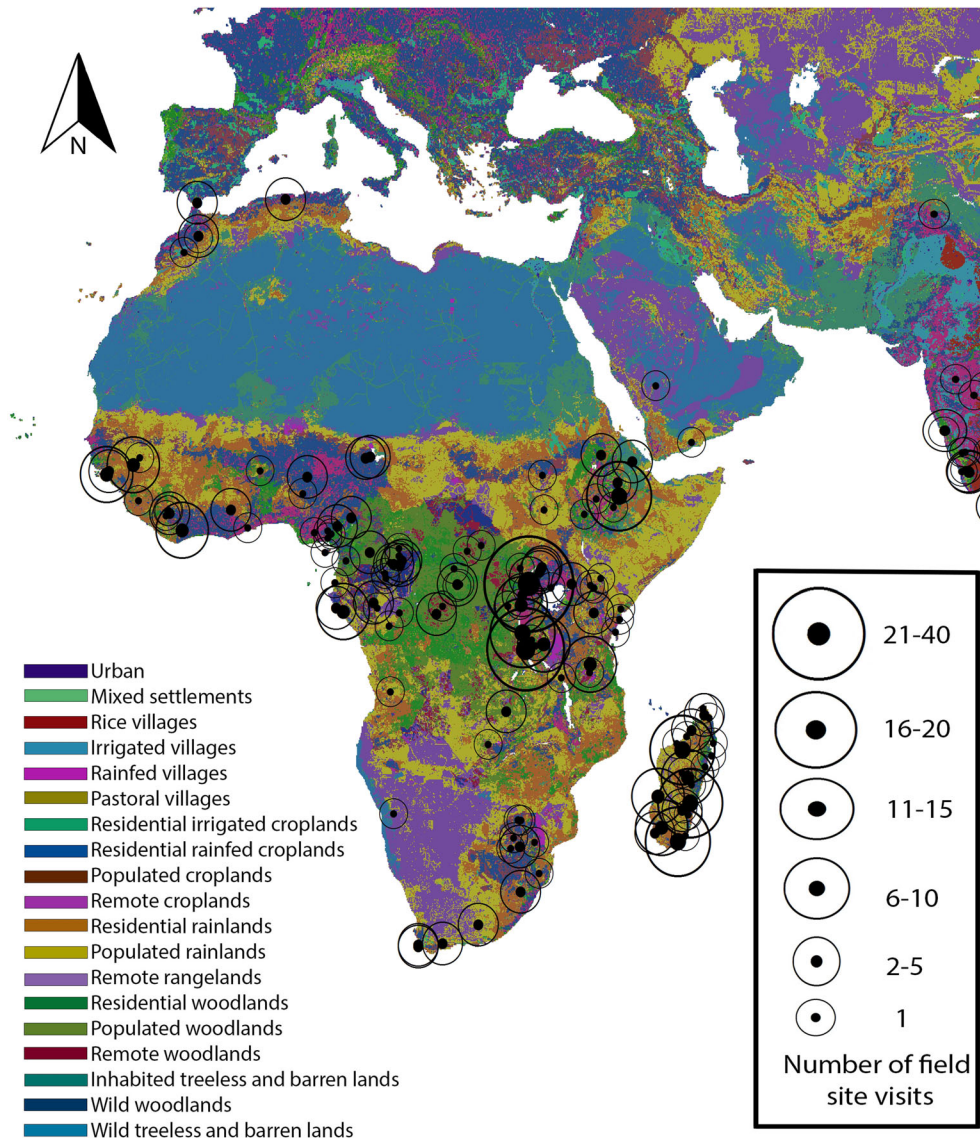 N
Urban
Mixed settlements
Rice villages
Irrigated villages
Rainfed villages
Pastoral villages
Residential irrigated croplands
Residential rainfed croplands
Populated croplands
Remote croplands
Residential rainlands
Populated rainlands
Remote rangelands
Residential woodlands
Populated woodlands
Remote woodlands
Inhabited treeless and barren lands
Wild woodlands
Wild treeless and barren lands
21-40
16-20
11-15
6-10
2-5
1
Number of field
site visits